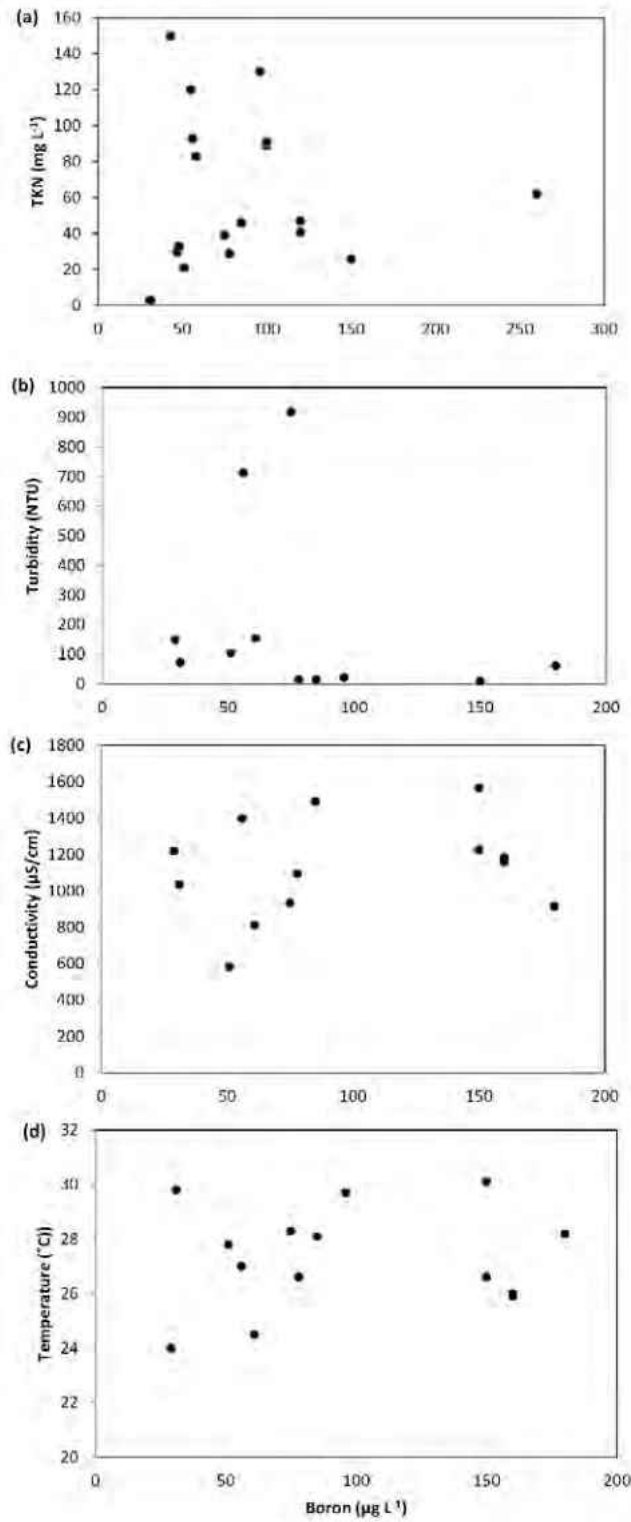 (a)
160
140
120
100
80
60
40
20
0
TKN (mg L⁻¹)
0 50 100 150 200 250 300
(b)
1000
900
800
700
600
500
400
300
200
100
0
Turbidity (NTU)
0 50 100 150 200
(c)
1800
1600
1400
1200
1000
800
600
400
200
0
Conductivity (µS/cm)
0 50 100 150 200
(d)
32
30
28
26
24
22
20
Temperature (˚C))
0 50 100 150 200
Boron (µg L⁻¹)